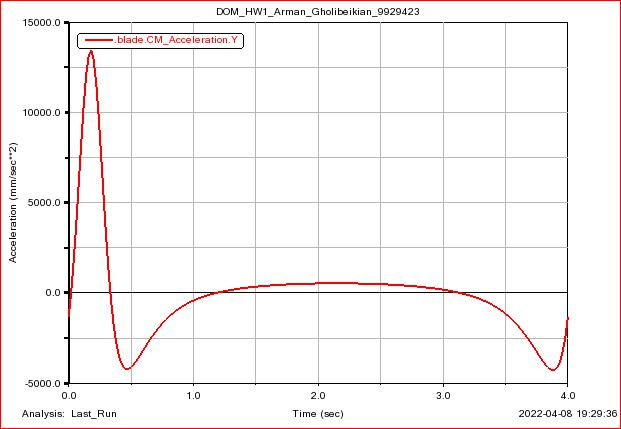 DOM_HW1_Arman_Gholibeikian_9929423
15000.0
.blade.CM_Acceleration.Y
10000.0
Acceleration (mm/sec**2)
5000.0
0.0
-5000.0
0.0 1.0 2.0 3.0 4.0
Analysis: Last_Run Time (sec) 2022-04-08 19:29:36